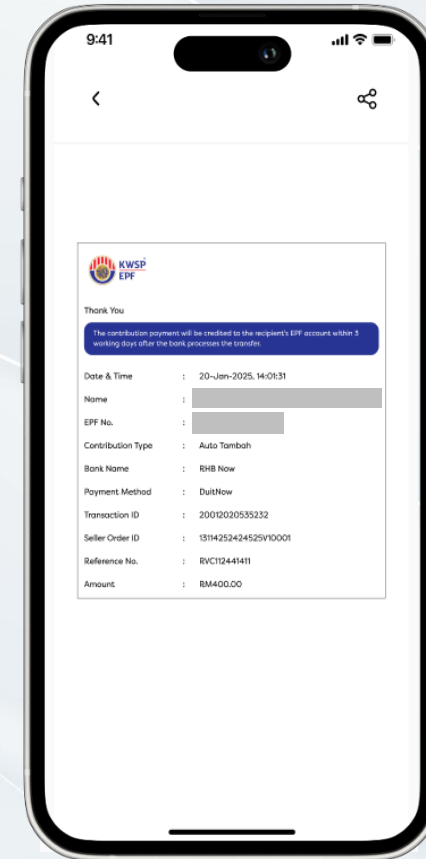 9:41
KWSP
EPF
Thank You
The contribution payment will be credited to the recipient's EPF account within 3
working days after the bank processes the transfer.
Date & Time : 20-Jan-2025, 14:01:31
Name :
EPF No. :
Contribution Type : Auto Tambah
Bank Name : RHB Now
Payment Method : DuitNow
Transaction ID : 20012020535232
Seller Order ID : 13114252424525V10001
Reference No. : RVC112441411
Amount : RM400.00